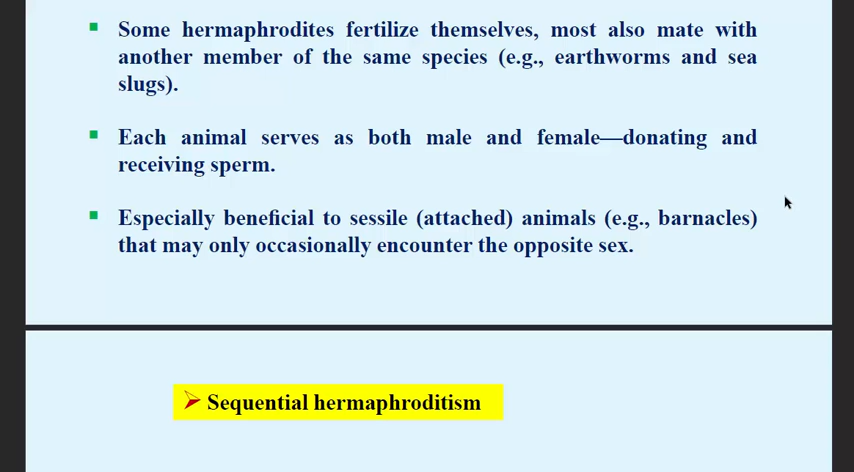 Some hermaphrodites fertilize themselves, most also mate with
another member of the same species (e.g., earthworms and sea
slugs).
Each animal serves as both male and female—donating and
receiving sperm.
Especially beneficial to sessile (attached) animals (e.g., barnacles)
that may only occasionally encounter the opposite sex.
Sequential hermaphroditism